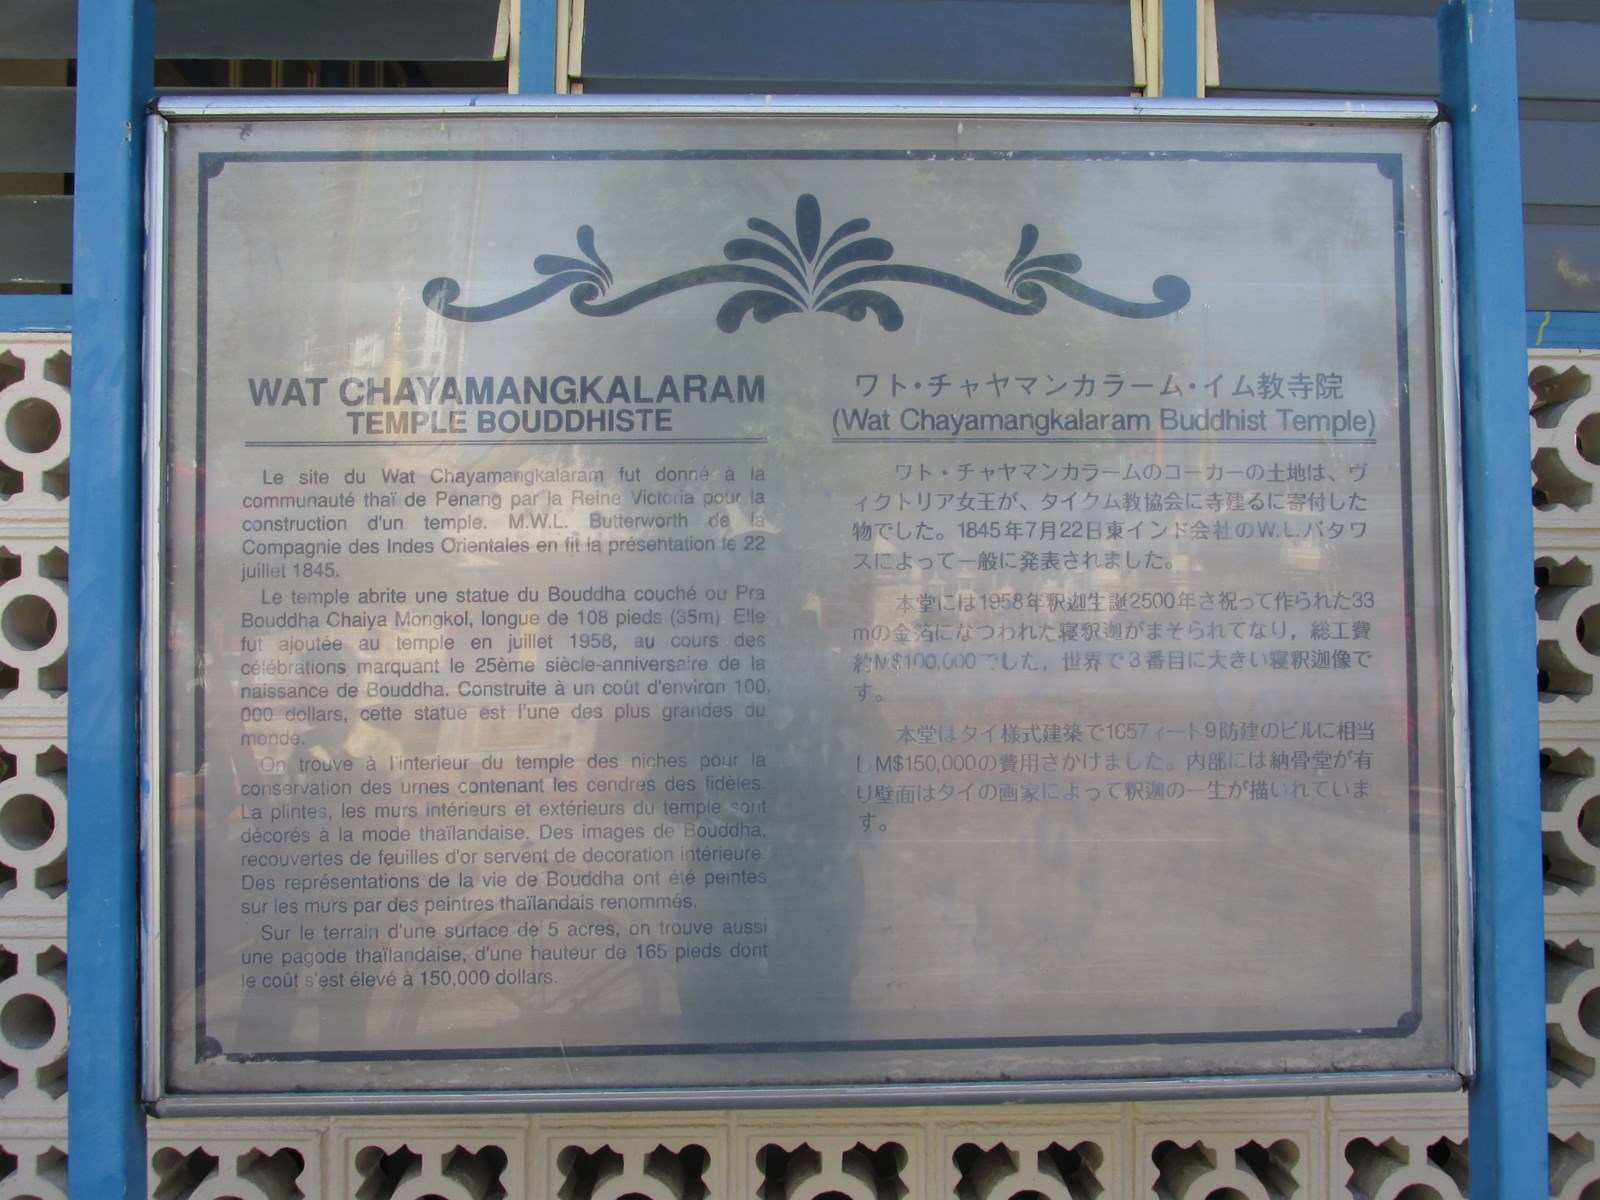 WAT CHAYAMANGKALARAM
TEMPLE BOUDDHISTE
Le site du Wat Chayamangkalaram fut donné à la
communauté thaï de Penang par la Reine Victoria pour la
construction d'un temple. M.W.L. Butterworth de la
Compagnie des Indes Orientales en fit la présentation le 22
juillet 1845.
Le temple abrite une statue du Bouddha couché ou Pra
Bouddha Chaiya Mongkol, longue de 108 pieds (35m). Elle
fut ajoutée au temple en juillet 1958, au cours des
célébrations marquant le 25ème siècle-anniversaire de la
naissance de Bouddha. Construite à un coût d'environ 100,
000 dollars, cette statue est l'une des plus grandes du
monde.
On trouve à l'interieur du temple des niches pour la
conservation des urnes contenant les cendres des fidèles.
La plintes, les murs intérieurs et extérieurs du temple sont
décorés à la mode thaïlandaise. Des images de Bouddha,
recouvertes de feuilles d'or servent de decoration intérieure.
Des représentations de la vie de Bouddha ont été peintes
sur les murs par des peintres thaïlandais renommés.
Sur le terrain d'une surface de 5 acres, on trouve aussi
une pagode thaïlandaise, d'une hauteur de 165 pieds dont
le coût s'est élevé à 150,000 dollars.
ワト・チャヤマンカラーム・イム教寺院
(Wat Chayamangkalaram Buddhist Temple)
ワト・チャヤマンカラームのコーカーの土地は、ヴ
ィクトリア女王が、タイクム教協会に寺建るに寄付した
物でした。1845年7月22日東インド会社のW.L.バタワ
スによって一般に発表されました。
本堂には1958年釈迦生誕2500年さ祝って作られた33
mの金箔になつわれた寝釈迦がまそられてなり，総工費
約M$100,000でした，世界で3番目に大きい寝釈迦像で
す。
本堂はタイ様式建築で165フィート9防建のビルに相当
しM$150,000の費用さかけました。内部には納骨堂が有
り壁面はタイの画家によって釈迦の一生が描いれていま
す。